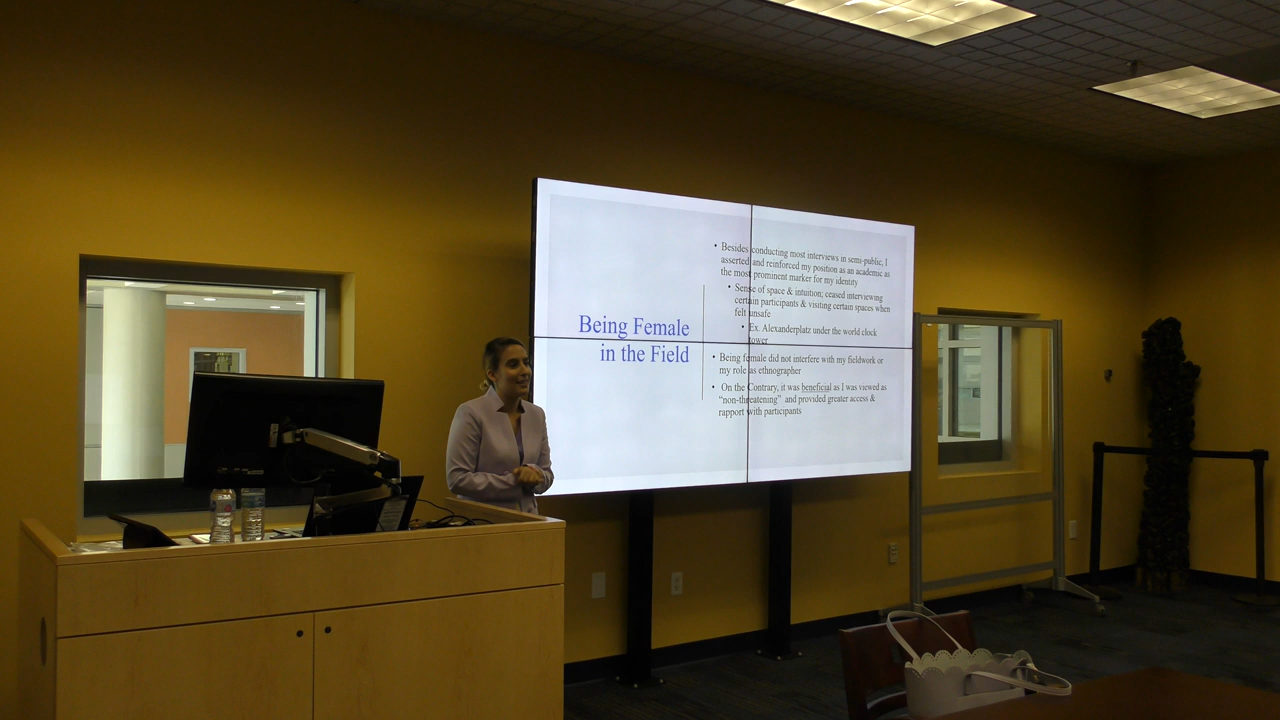 Being Female
in the Field
• Besides conducting most interviews in semi-public, I
asserted and reinforced my position as an academic as
the most prominent marker for my identity
• Sense of space & intuition; ceased interviewing
certain participants & visiting certain spaces when
felt unsafe
• Ex. Alexanderplatz under the world clock
tower
• Being female did not interfere with my fieldwork or
my role as ethnographer
• On the Contrary, it was beneficial as I was viewed as
“non-threatening” and provided greater access &
rapport with participants